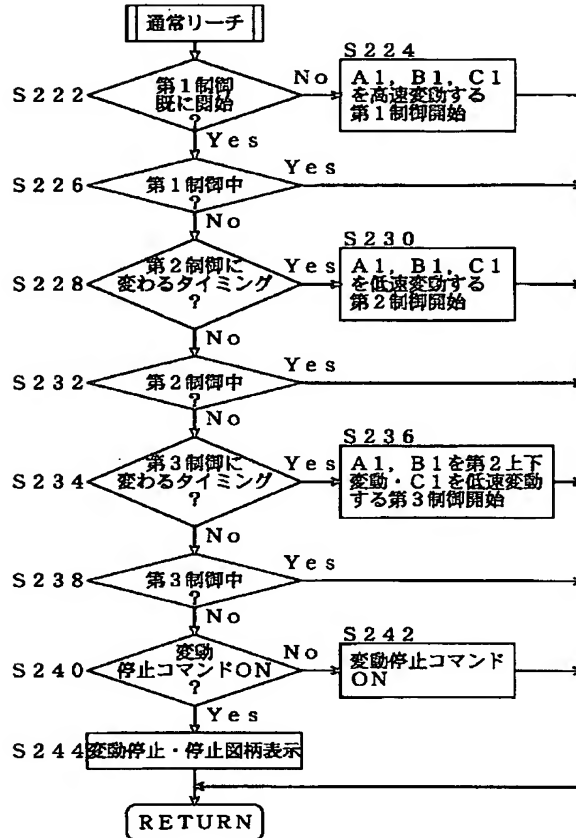 通常リーチ
S222
第1制御
既に開始
?
No
Yes
S224
A1, B1, C1
を高速変動する
第1制御開始
S226
第1制御中
?
Yes
No
S228
第2制御に
変わるタイミング
?
Yes
No
S230
A1, B1, C1
を低速変動する
第2制御開始
S232
第2制御中
?
Yes
No
S234
第3制御に
変わるタイミング
?
Yes
No
S236
A1, B1を第2上下
変動・C1を低速変動
する第3制御開始
S238
第3制御中
?
Yes
No
S240
変動
停止コマンドON
?
No
Yes
S242
変動停止コマンド
ON
S244
変動停止・停止図柄表示
RETURN